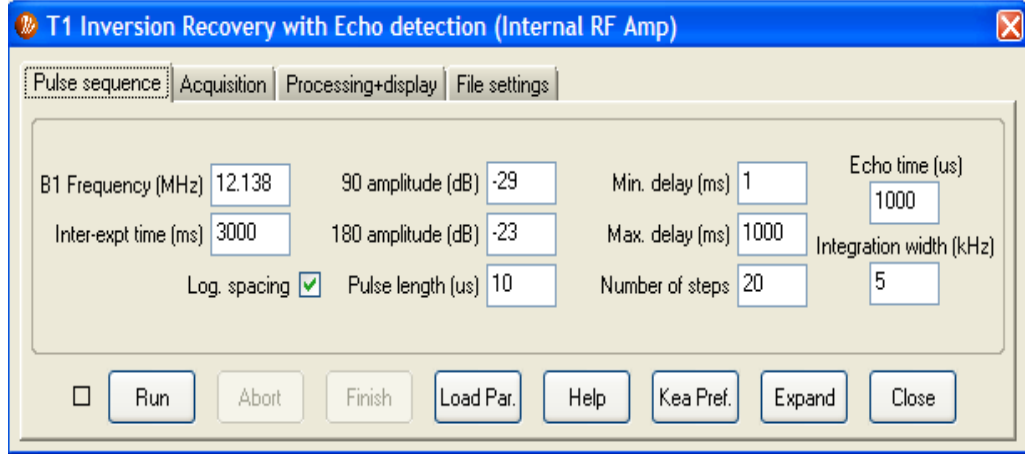 T1 Inversion Recovery with Echo detection (Internal RF Amp)
Pulse sequence Acquisition Processing+display File settings
B1 Frequency (MHz) 12.138 90 amplitude (dB) -29 Min. delay (ms) 1 Echo time (us) 1000
Inter-expt time (ms) 3000 180 amplitude (dB) -23 Max. delay (ms) 1000 Integration width (kHz) 5
Log. spacing Pulse length (us) 10 Number of steps 20
Run Abort Finish Load Par. Help Kea Pref. Expand Close